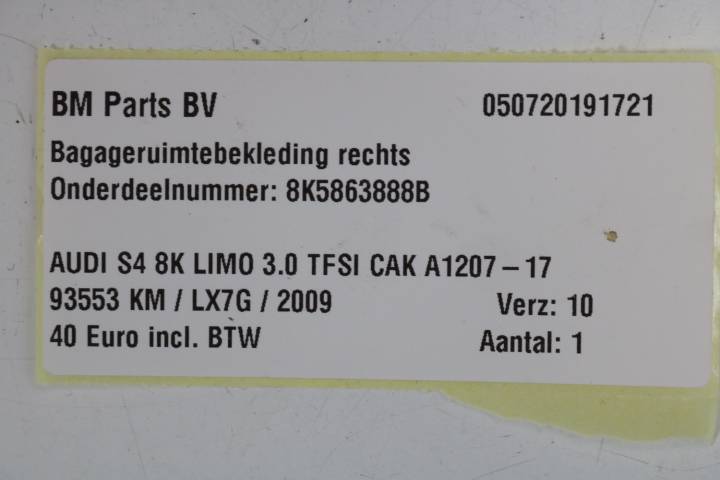 BM Parts BV 050720191721
Bagageruimtebekleding rechts
Onderdeelnummer: 8K5863888B
AUDI S4 8K LIMO 3.0 TFSI CAK A1207 – 17
93553 KM / LX7G / 2009 Verz: 10
40 Euro incl. BTW Aantal: 1